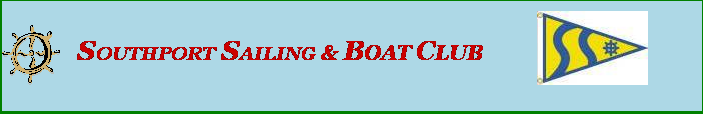 SOUTHPORT SAILING & BOAT CLUB